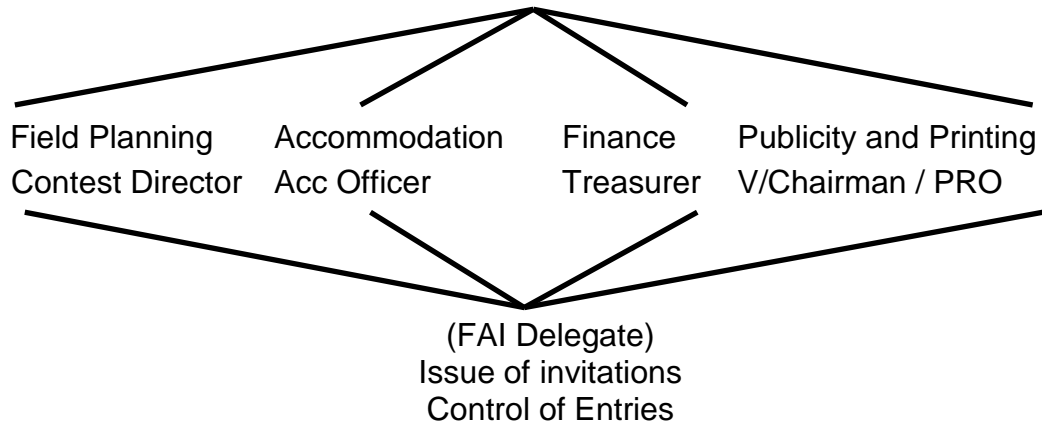 Field Planning Accommodation Finance Publicity and Printing
Contest Director Acc Officer Treasurer V/Chairman / PRO
(FAI Delegate)
Issue of invitations
Control of Entries